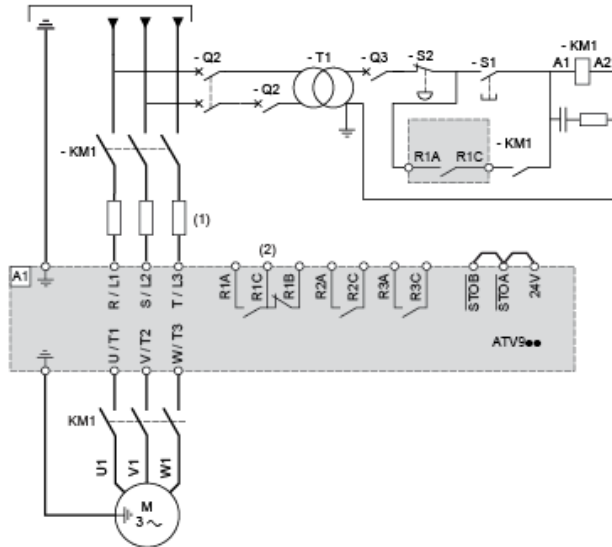 - Q2
- T1
- Q3
- S2
- S1
A1
- KM1
A2
- Q2
- KM1
R1A
R1C
- KM1
(1)
(2)
A1
R / L1
S / L2
T / L3
R1A
R1C
R1B
R2A
R2C
R3A
R3C
STOB
STOA
24V
U / T1
V / T2
W / T3
ATV9●●
KM1
U1
V1
W1
M
3 ~